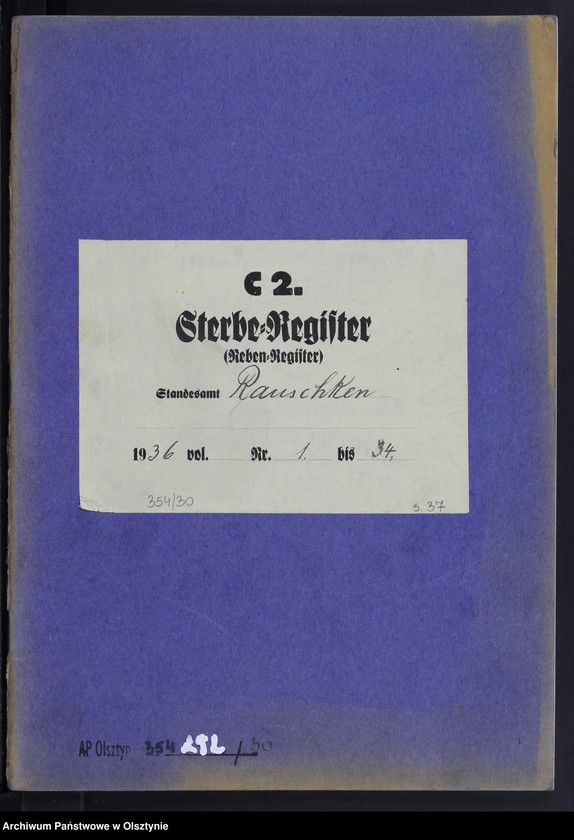 C 2.
Sterbe-Regiſter
(Neben-Regiſter)
Standesamt Rauschken
1936 vol. Nr. 1. bis 34.
354/30
s. 37
AP Olsztyn 354 / 30
Archiwum Państwowe w Olsztynie